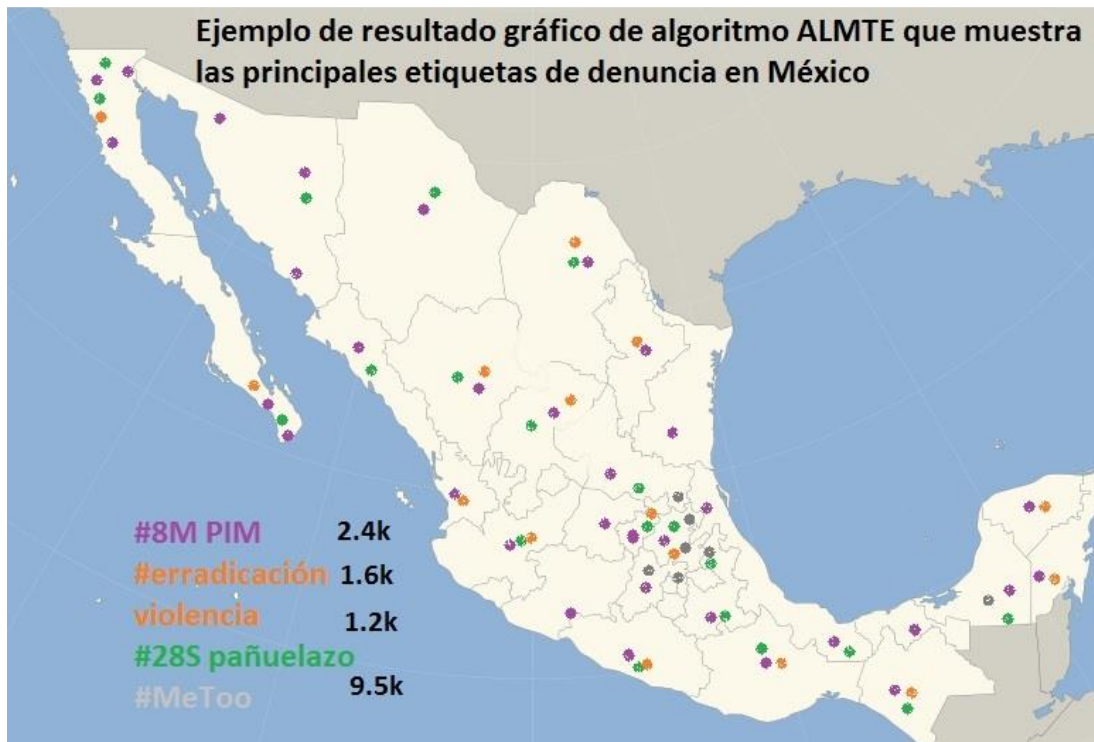 Ejemplo de resultado gráfico de algoritmo ALMTE que muestra
las principales etiquetas de denuncia en México
#8M PIM 2.4k
#erradicación 1.6k
violencia 1.2k
#28S pañuelazo
#MeToo 9.5k